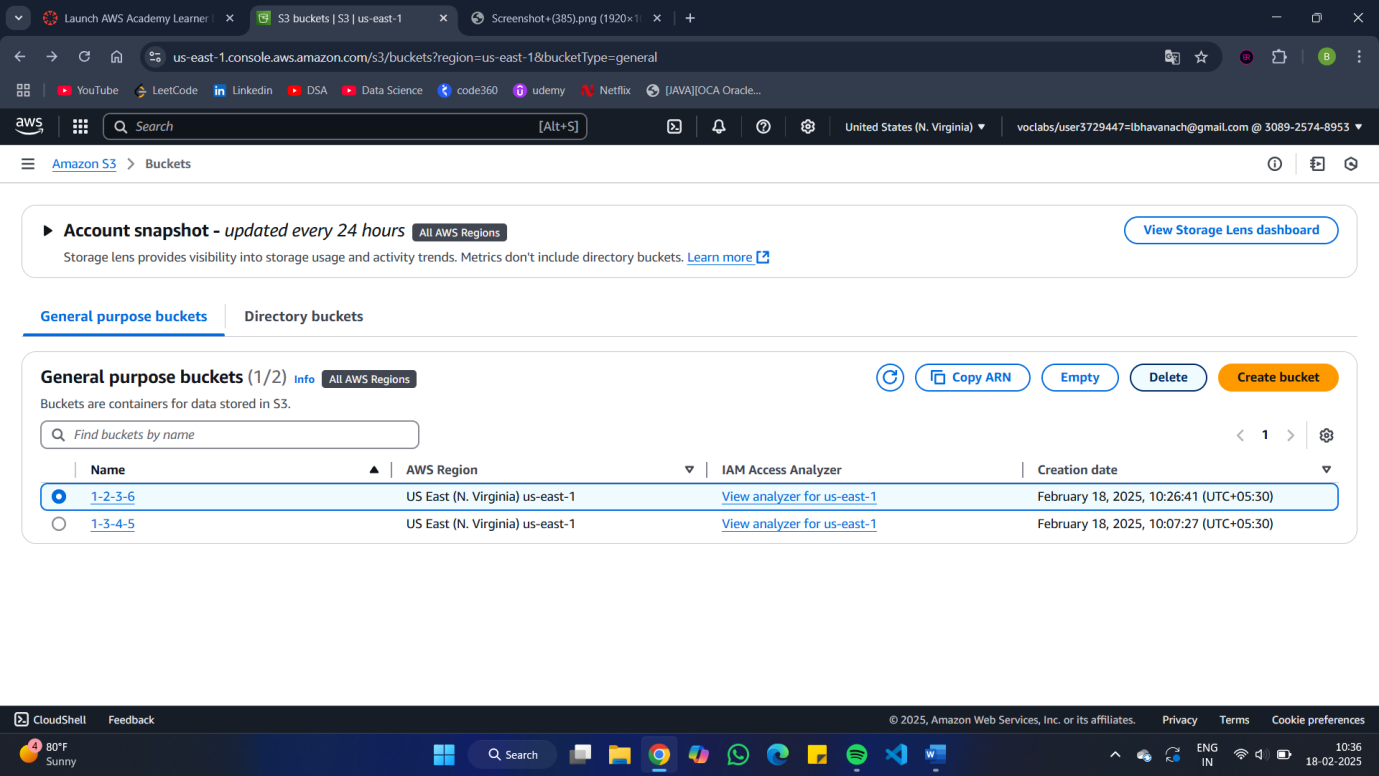 Launch AWS Academy Learner
S3 buckets | S3 | us-east-1
Screenshot+(385).png (1920×1
us-east-1.console.aws.amazon.com/s3/buckets?region=us-east-1&bucketType=general
B
YouTube
LeetCode
Linkedin
DSA
Data Science
code360
udemy
Netflix
[JAVA][OCA Oracle...
aws
Search
[Alt+S]
United States (N. Virginia)
voclabs/user3729447=lbhavanach@gmail.com @ 3089-2574-8953
Amazon S3
Buckets
Account snapshot - updated every 24 hours
All AWS Regions
View Storage Lens dashboard
Storage lens provides visibility into storage usage and activity trends. Metrics don't include directory buckets. Learn more
General purpose buckets
Directory buckets
General purpose buckets (1/2) Info
All AWS Regions
Copy ARN
Empty
Delete
Create bucket
Buckets are containers for data stored in S3.
Find buckets by name
1
Name
AWS Region
IAM Access Analyzer
Creation date
1-2-3-6
US East (N. Virginia) us-east-1
View analyzer for us-east-1
February 18, 2025, 10:26:41 (UTC+05:30)
1-3-4-5
US East (N. Virginia) us-east-1
View analyzer for us-east-1
February 18, 2025, 10:07:27 (UTC+05:30)
CloudShell
Feedback
© 2025, Amazon Web Services, Inc. or its affiliates.
Privacy
Terms
Cookie preferences
4
80°F
Sunny
Search
ENG
IN
10:36
18-02-2025